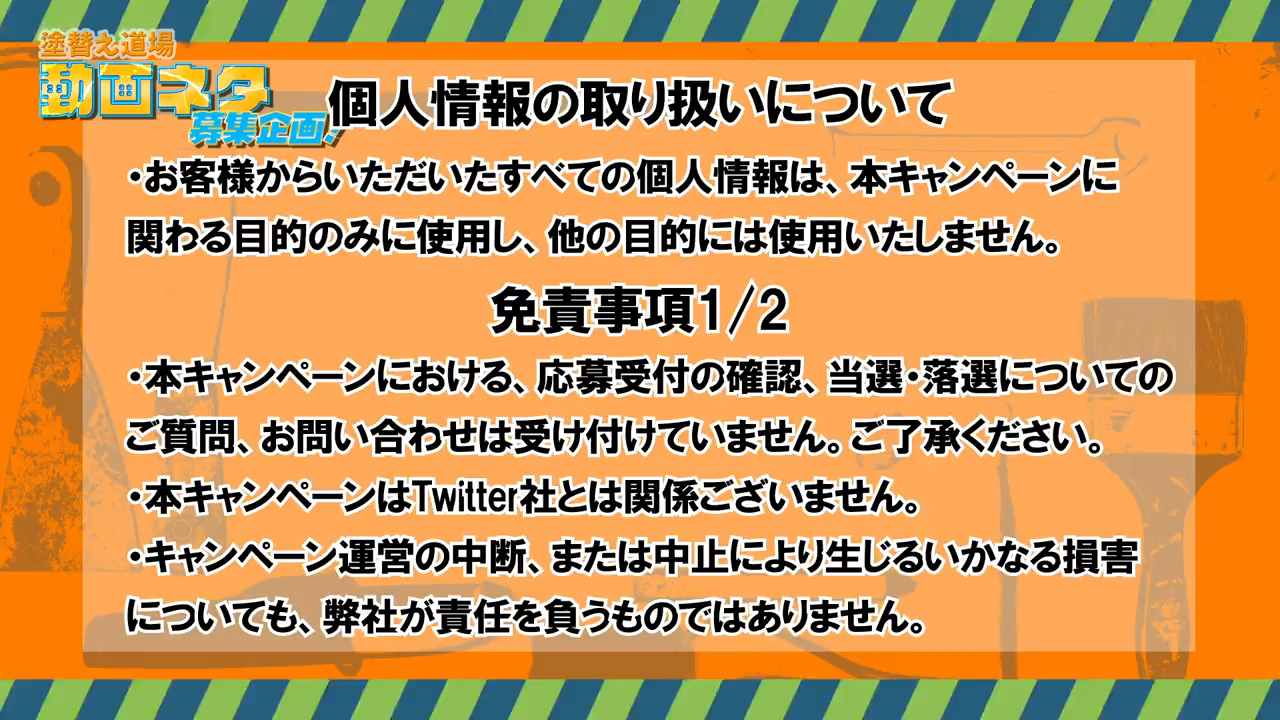 塗替え道場
動画ネタ
募集企画!
個人情報の取り扱いについて
・お客様からいただいたすべての個人情報は、本キャンペーンに
関わる目的のみに使用し、他の目的には使用いたしません。
免責事項1/2
・本キャンペーンにおける、応募受付の確認、当選・落選についての
ご質問、お問い合わせは受け付けていません。ご了承ください。
・本キャンペーンはTwitter社とは関係ございません。
・キャンペーン運営の中断、または中止により生じるいかなる損害
についても、弊社が責任を負うものではありません。